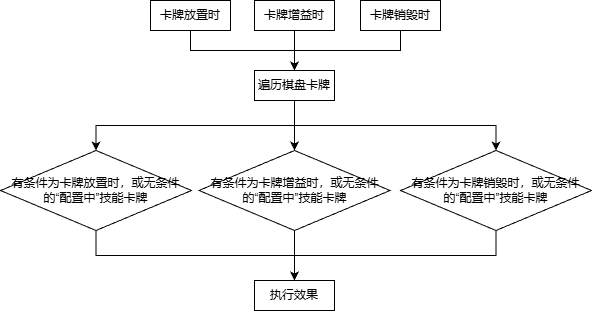 卡牌放置时
卡牌增益时
卡牌销毁时
遍历棋盘卡牌
有条件为卡牌放置时，或无条件
的“配置中”技能卡牌
有条件为卡牌增益时，或无条件
的“配置中”技能卡牌
有条件为卡牌销毁时，或无条件
的“配置中”技能卡牌
执行效果